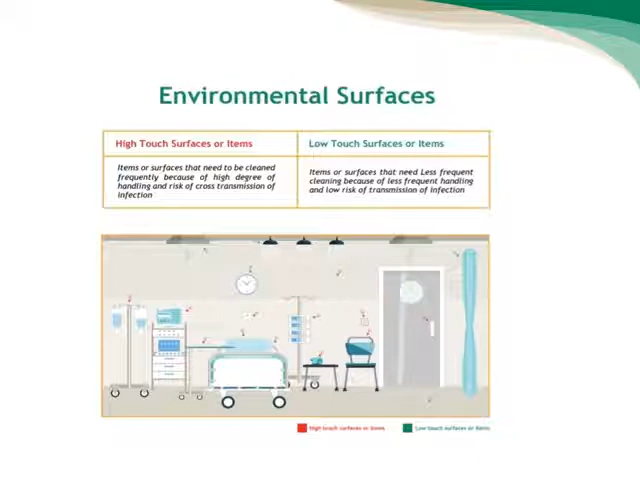 Environmental Surfaces
High Touch Surfaces or Items
Low Touch Surfaces or Items
Items or surfaces that need to be cleaned
frequently because of high degree of
handling and risk of cross transmission of
infection
Items or surfaces that need Less frequent
cleaning because of less frequent handling
and low risk of transmission of infection
High touch surfaces or items
Low touch surfaces or items